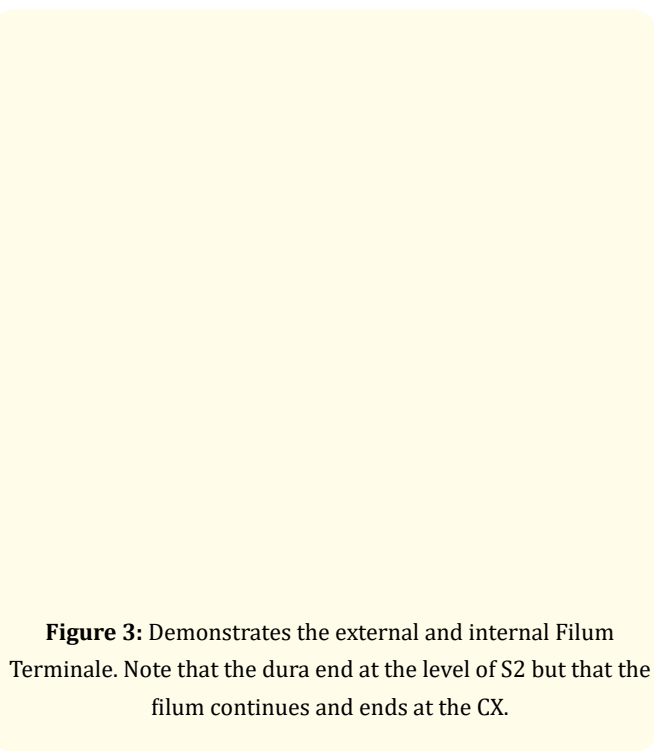 Figure 3: Demonstrates the external and internal Filum
Terminale. Note that the dura end at the level of S2 but that the
filum continues and ends at the CX.